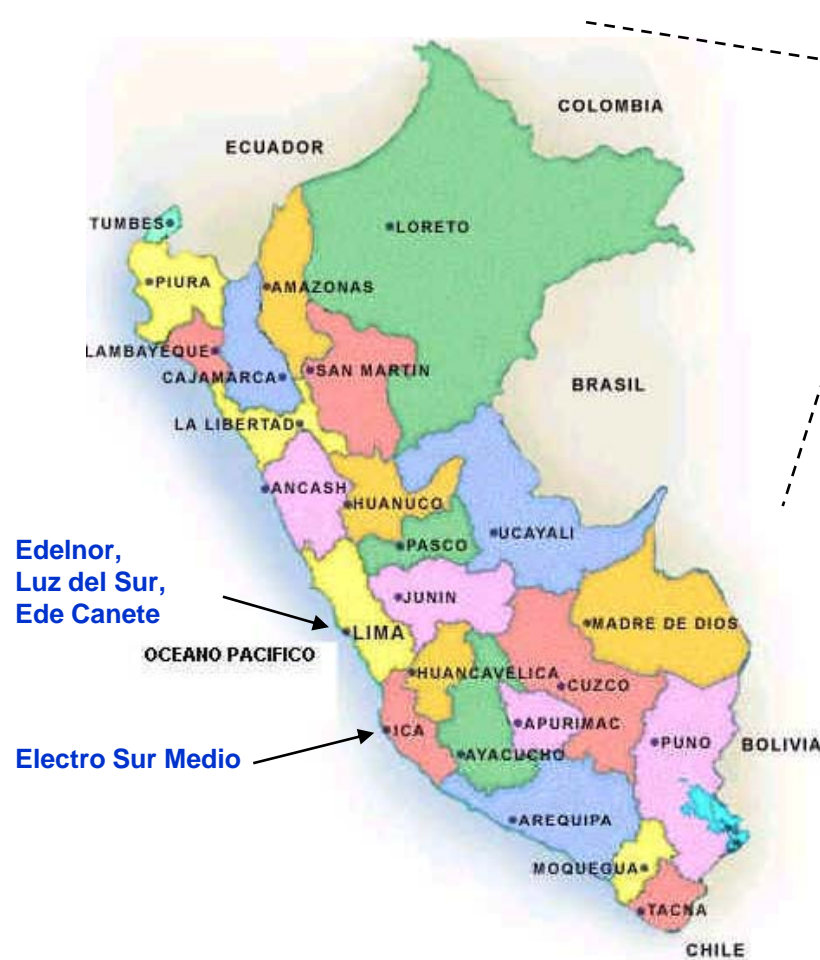 COLOMBIA
ECUADOR
TUMBES
LORETO
PIURA
AMAZONAS
LAMBAYEQUE
CAJAMARCA
SAN MARTIN
BRASIL
LA LIBERTAD
ANCASH
HUANUCO
UCAYALI
PASCO
Edelnor,
Luz del Sur,
Ede Canete
JUNIN
MADRE DE DIOS
LIMA
OCEANO PACIFICO
HUANCAVELICA
CUZCO
ICA
APURIMAC
PUNO
BOLIVIA
Electro Sur Medio
AYACUCHO
AREQUIPA
MOQUEGUA
TACNA
CHILE